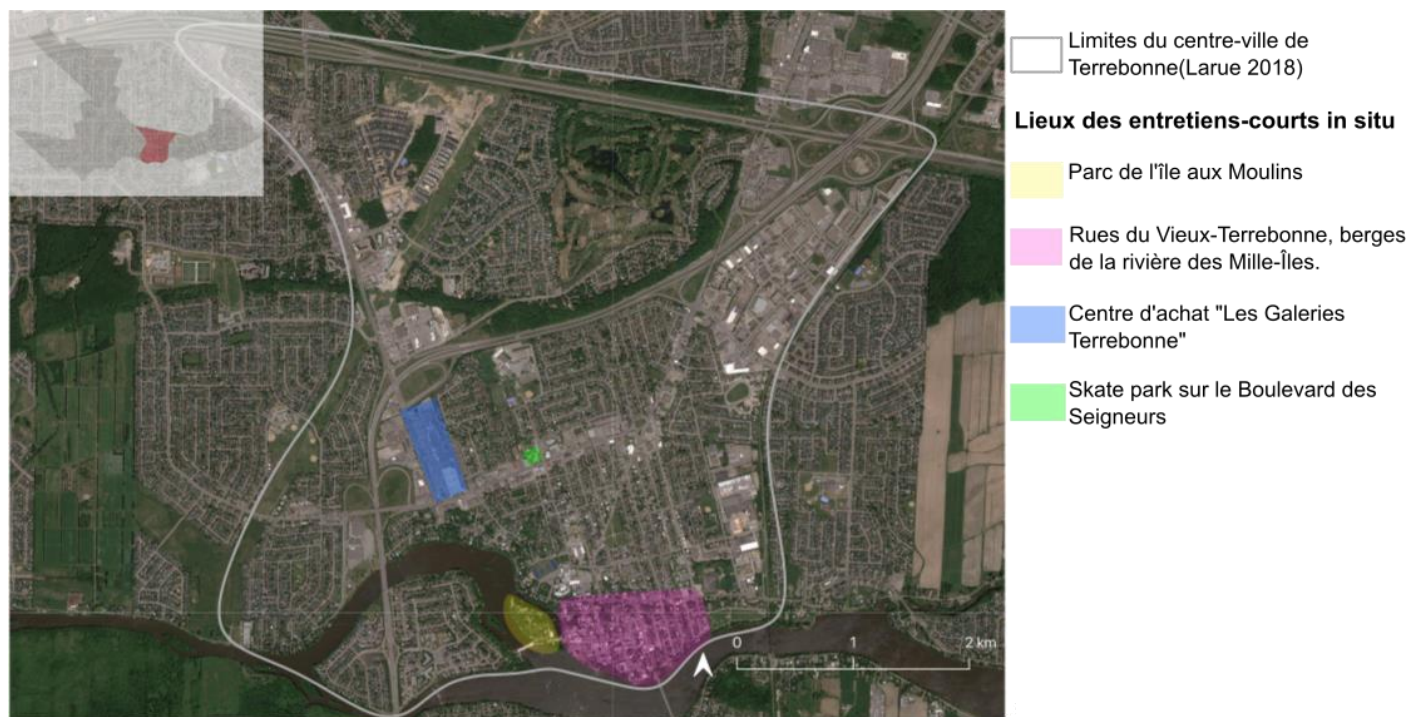 Limites du centre-ville de
Terrebonne(Larue 2018)
Lieux des entretiens-courts in situ
Parc de l'île aux Moulins
Rues du Vieux-Terrebonne, berges
de la rivière des Mille-Îles.
Centre d'achat "Les Galeries
Terrebonne"
Skate park sur le Boulevard des
Seigneurs
0 1 2 km